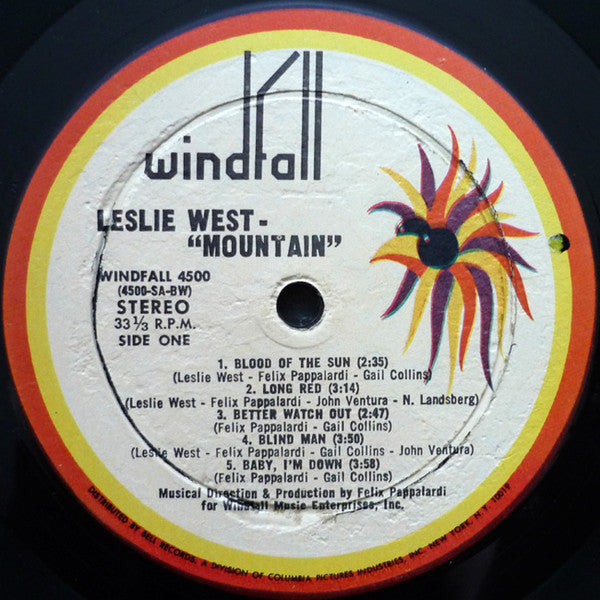 windfall
LESLIE WEST-
"MOUNTAIN"
WINDFALL 4500
(4500-SA-BW)
STEREO
33⅓ R.P.M.
SIDE ONE
1. BLOOD OF THE SUN (2:35)
(Leslie West - Felix Pappalardi - Gail Collins)
2. LONG RED (3:14)
(Leslie West - Felix Pappalardi - John Ventura - N. Landsberg)
3. BETTER WATCH OUT (2:47)
(Felix Pappalardi - Gail Collins)
4. BLIND MAN (3:50)
(Leslie West - Felix Pappalardi - Gail Collins - John Ventura)
5. BABY, I'M DOWN (3:58)
(Felix Pappalardi - Gail Collins)
Musical Direction & Production by Felix Pappalardi
for Windfall Music Enterprises, Inc.
DISTRIBUTED BY BELL RECORDS, A DIVISION OF COLUMBIA PICTURES INDUSTRIES, INC. NEW YORK, N.Y. 10019